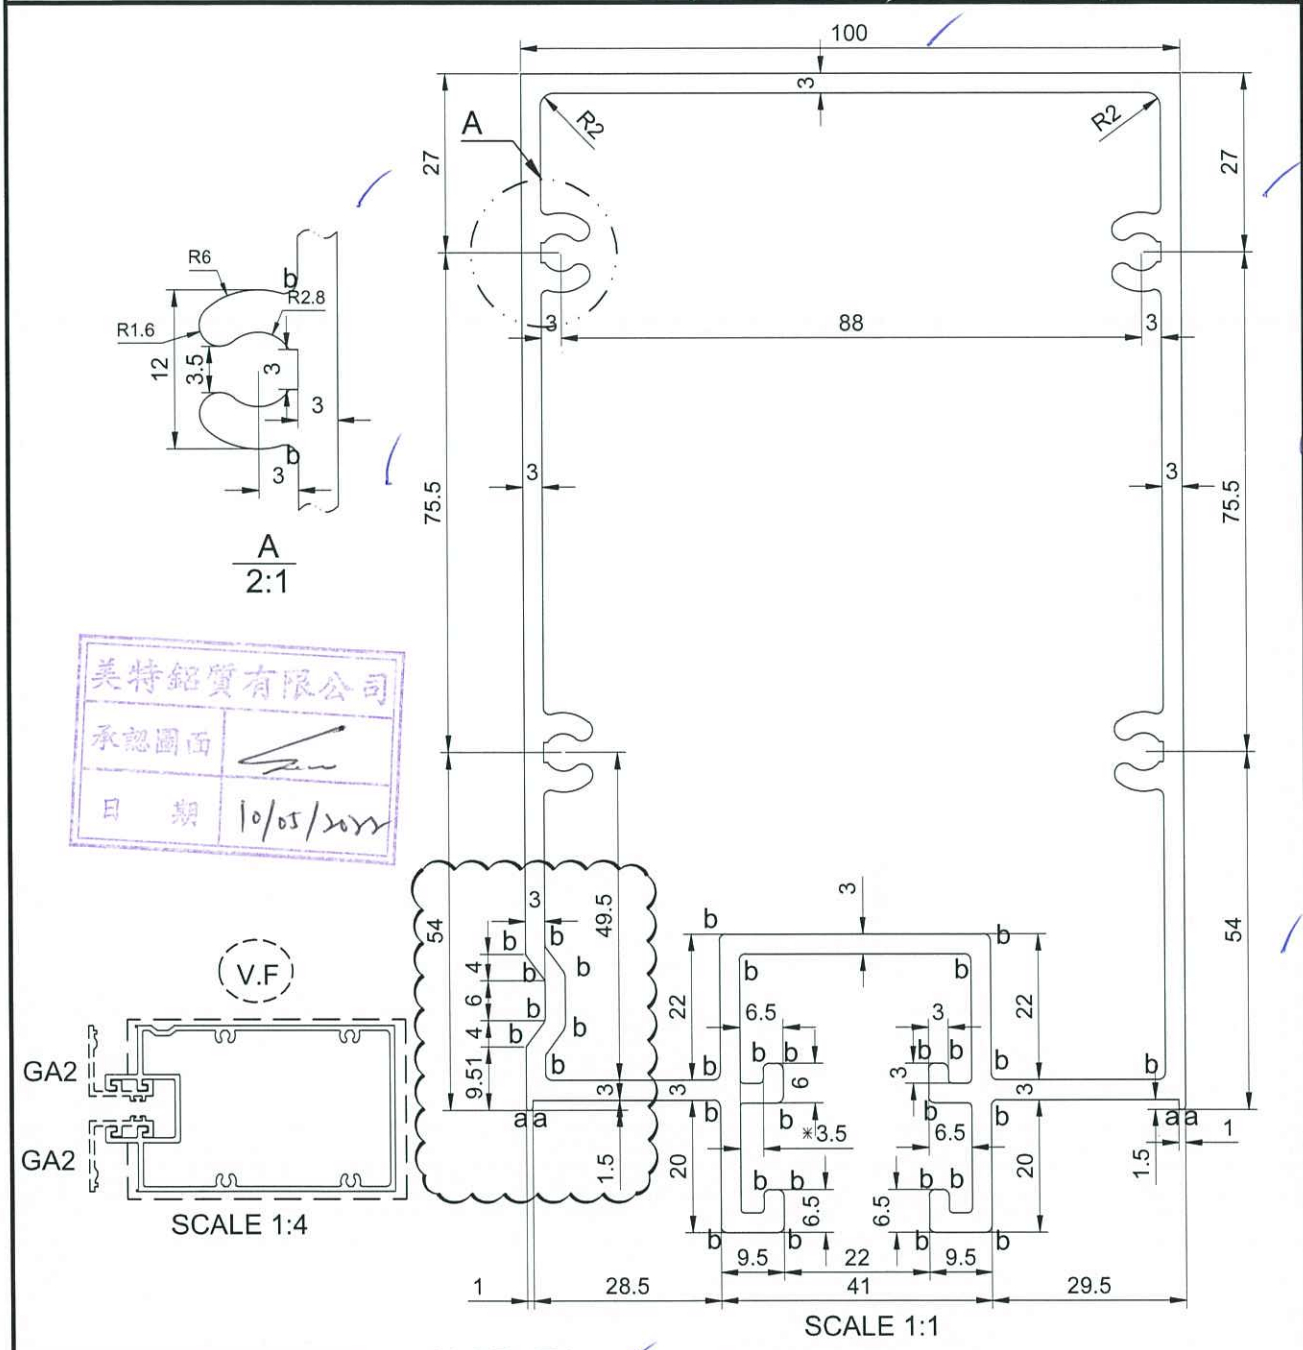 100
3
R2
R2
A
27
27
R6
b
R2.8
R1.6
12
3.5
3
3
b
3
3
88
3
A
2:1
75.5
3
3
75.5
美特鋁質有限公司
承認圖面
日 期
10/05/2022
54
3
49.5
b
b
4
b
b
6
b
4
b
b
9.51
b
a
a
3
3
1.5
V.F
GA2
GA2
SCALE 1:4
3
b
b
b
b
22
22
6.5
3
b
b
b
b
6
3
b
b
b
b
b
b
b
3
※3.5
6.5
54
a
a
1
1.5
20
20
b
b
b
b
6.5
6.5
b
b
b
b
9.5
22
9.5
1
28.5
41
29.5
SCALE 1:1